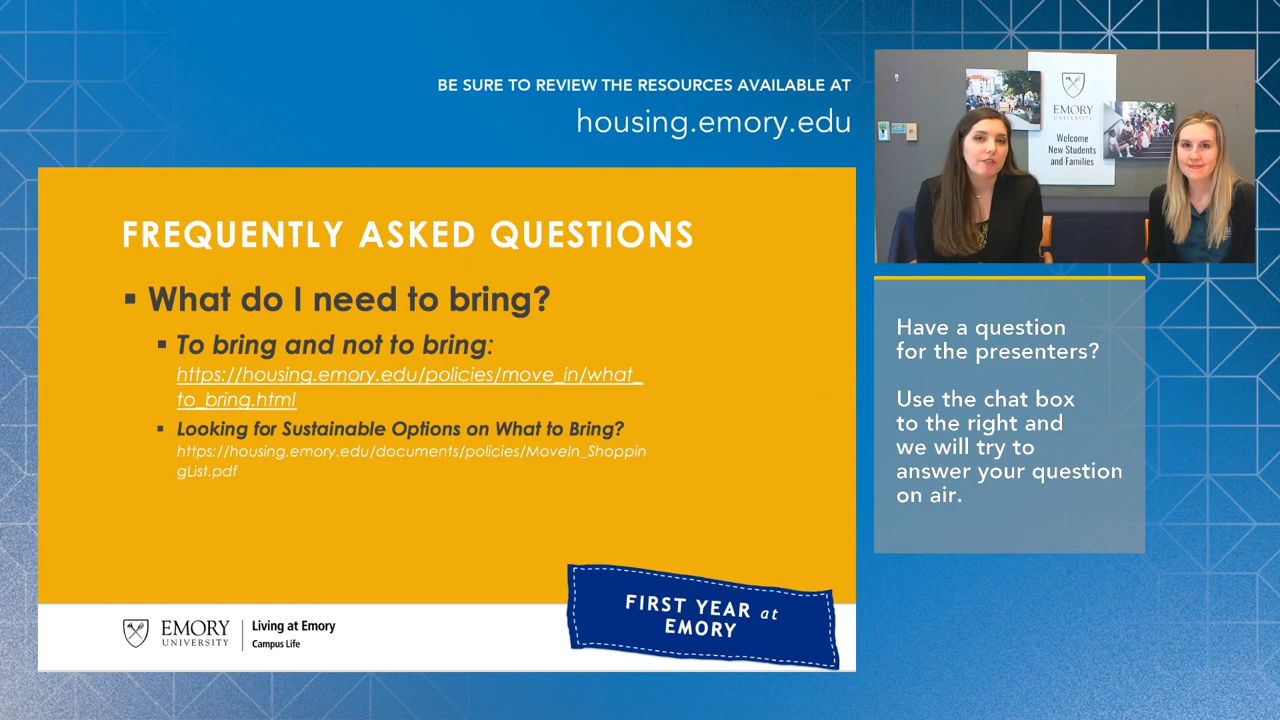 BE SURE TO REVIEW THE RESOURCES AVAILABLE AT
housing.emory.edu
FREQUENTLY ASKED QUESTIONS
▪ What do I need to bring?
▪ To bring and not to bring:
https://housing.emory.edu/policies/move_in/what_
to_bring.html
▪ Looking for Sustainable Options on What to Bring?
https://housing.emory.edu/documents/policies/MoveIn_Shoppin
gList.pdf
FIRST YEAR at
EMORY
EMORY
UNIVERSITY
Living at Emory
Campus Life
EMORY
UNIVERSITY
Welcome
New Students
and Families
Have a question
for the presenters?
Use the chat box
to the right and
we will try to
answer your question
on air.